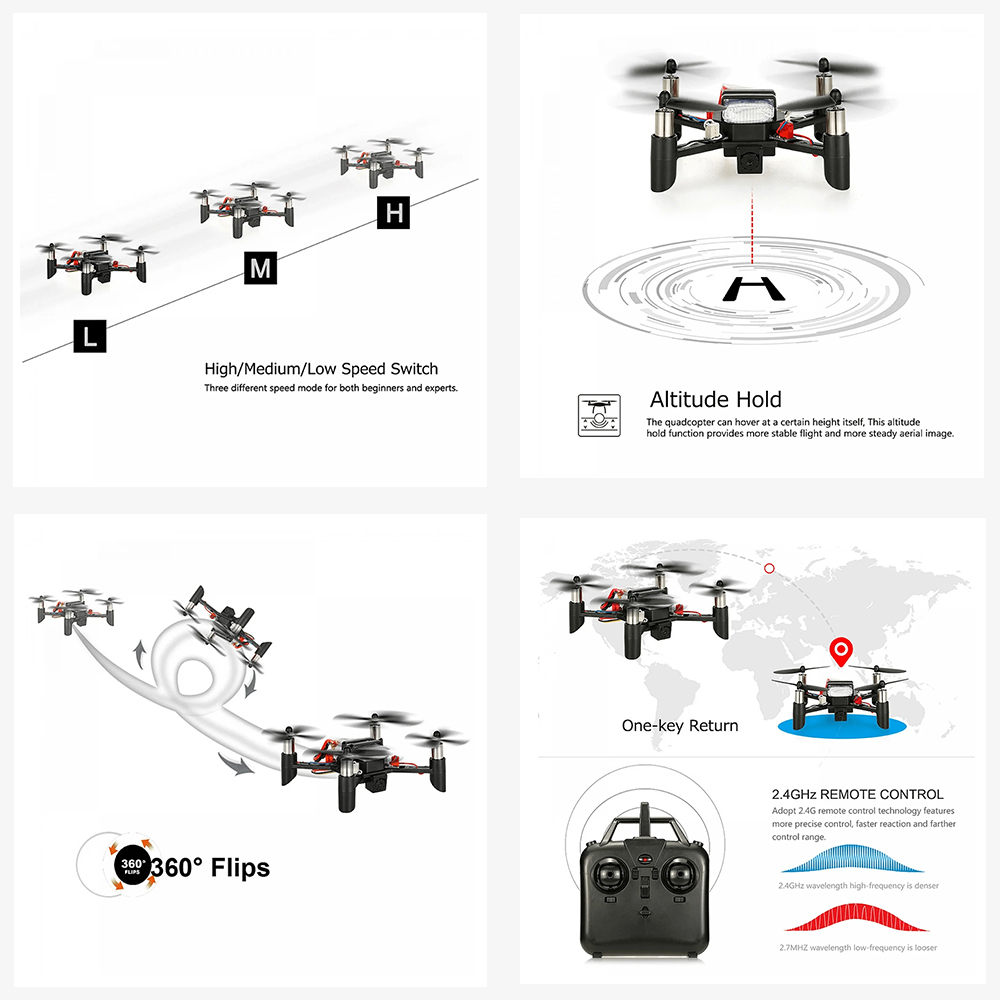 L
M
H
High/Medium/Low Speed Switch
Three different speed mode for both beginners and experts.
H
Altitude Hold
The quadcopter can hover at a certain height itself, This altitude
hold function provides more stable flight and more steady aerial image.
360°
FLIPS
360° Flips
One-key Return
2.4GHz REMOTE CONTROL
Adopt 2.4G remote control technology features
more precise control, faster reaction and farther
control range.
2.4GHz wavelength high-frequency is denser
2.7MHZ wavelength low-frequency is looser